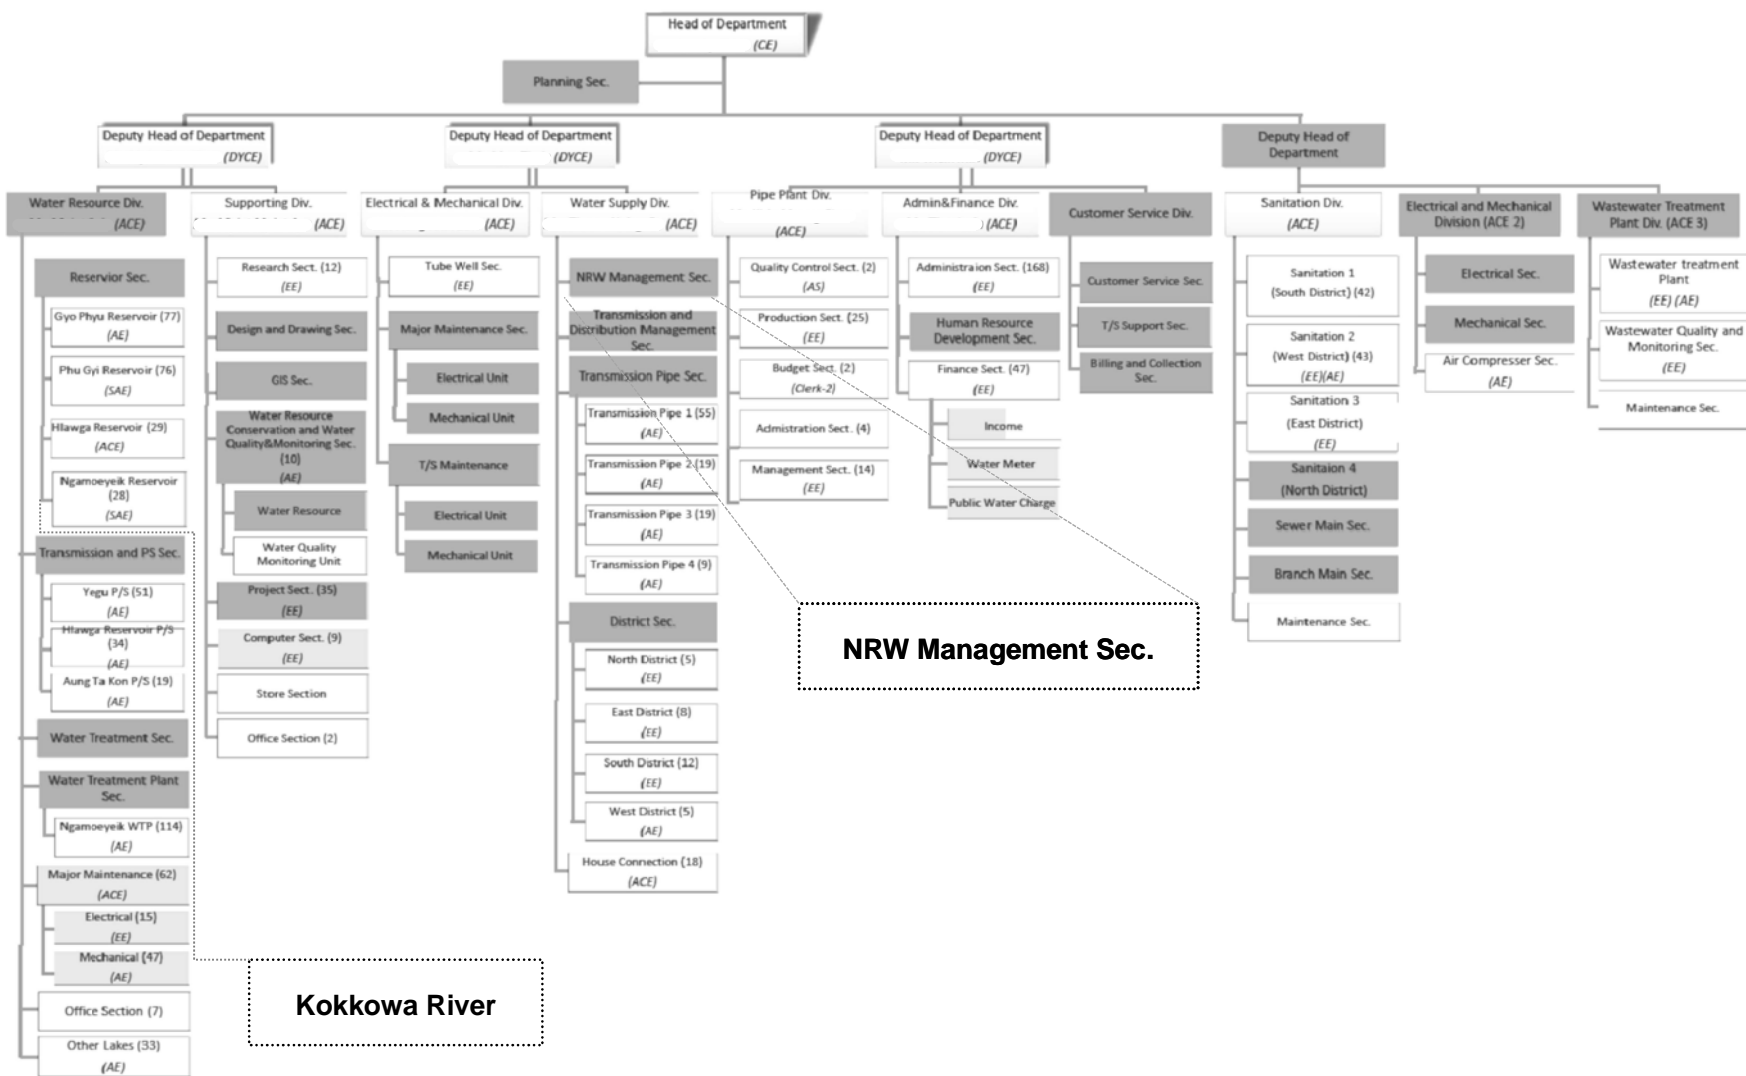 Head of Department
(CE)
Planning Sec.
Deputy Head of Department
(DYCE)
Deputy Head of Department
(DYCE)
Deputy Head of Department
(DYCE)
Deputy Head of
Department
Water Resource Div.
(ACE)
Supporting Div.
(ACE)
Electrical & Mechanical Div.
(ACE)
Water Supply Div.
(ACE)
Pipe Plant Div.
(ACE)
Admin&Finance Div.
(ACE)
Customer Service Div.
Sanitation Div.
(ACE)
Electrical and Mechanical
Division (ACE 2)
Wastewater Treatment
Plant Div. (ACE 3)
Reservior Sec.
Gyo Phyu Reservoir (77)
(AE)
Phu Gyi Reservoir (76)
(SAE)
Hlawga Reservoir (29)
(ACE)
Ngamoeyeik Reservoir
(28)
(SAE)
Transmission and PS Sec.
Yegu P/S (51)
(AE)
Hlawga Reservoir P/S
(34)
(AE)
Aung Ta Kon P/S (19)
(AE)
Water Treatment Sec.
Water Treatment Plant
Sec.
Ngamoeyeik WTP (114)
(AE)
Major Maintenance (62)
(ACE)
Electrical (15)
(EE)
Mechanical (47)
(AE)
Office Section (7)
Other Lakes (33)
(AE)
Research Sect. (12)
(EE)
Design and Drawing Sec.
GIS Sec.
Water Resource
Conservation and Water
Quality&Monitoring Sec.
(10)
(AE)
Water Resource
Water Quality
Monitoring Unit
Project Sect. (35)
(EE)
Computer Sect. (9)
(EE)
Store Section
Office Section (2)
Tube Well Sec.
(EE)
Major Maintenance Sec.
Electrical Unit
Mechanical Unit
T/S Maintenance
Electrical Unit
Mechanical Unit
NRW Management Sec.
Transmission and
Distribution Management
Sec.
Transmission Pipe Sec.
Transmission Pipe 1 (55)
(AE)
Transmission Pipe 2 (19)
(AE)
Transmission Pipe 3 (19)
(AE)
Transmission Pipe 4 (9)
(AE)
District Sec.
North District (5)
(EE)
East District (8)
(EE)
South District (12)
(EE)
West District (5)
(AE)
House Connection (18)
(ACE)
Quality Control Sect. (2)
(AS)
Production Sect. (25)
(EE)
Budget Sect. (2)
(Clerk-2)
Admistration Sect. (4)
Management Sect. (14)
(EE)
Administraion Sect. (168)
(EE)
Human Resource
Development Sec.
Finance Sect. (47)
(EE)
Income
Water Meter
Public Water Charge
Customer Service Sec.
T/S Support Sec.
Billing and Collection
Sec.
Sanitation 1
(South District) (42)
Sanitation 2
(West District) (43)
(EE)(AE)
Sanitation 3
(East District)
(EE)
Sanitaion 4
(North District)
Sewer Main Sec.
Branch Main Sec.
Maintenance Sec.
Electrical Sec.
Mechanical Sec.
Air Compresser Sec.
(AE)
Wastewater treatment
Plant
(EE) (AE)
Wastewater Quality and
Monitoring Sec.
(EE)
Maintenance Sec.
NRW Management Sec.
Kokkowa River